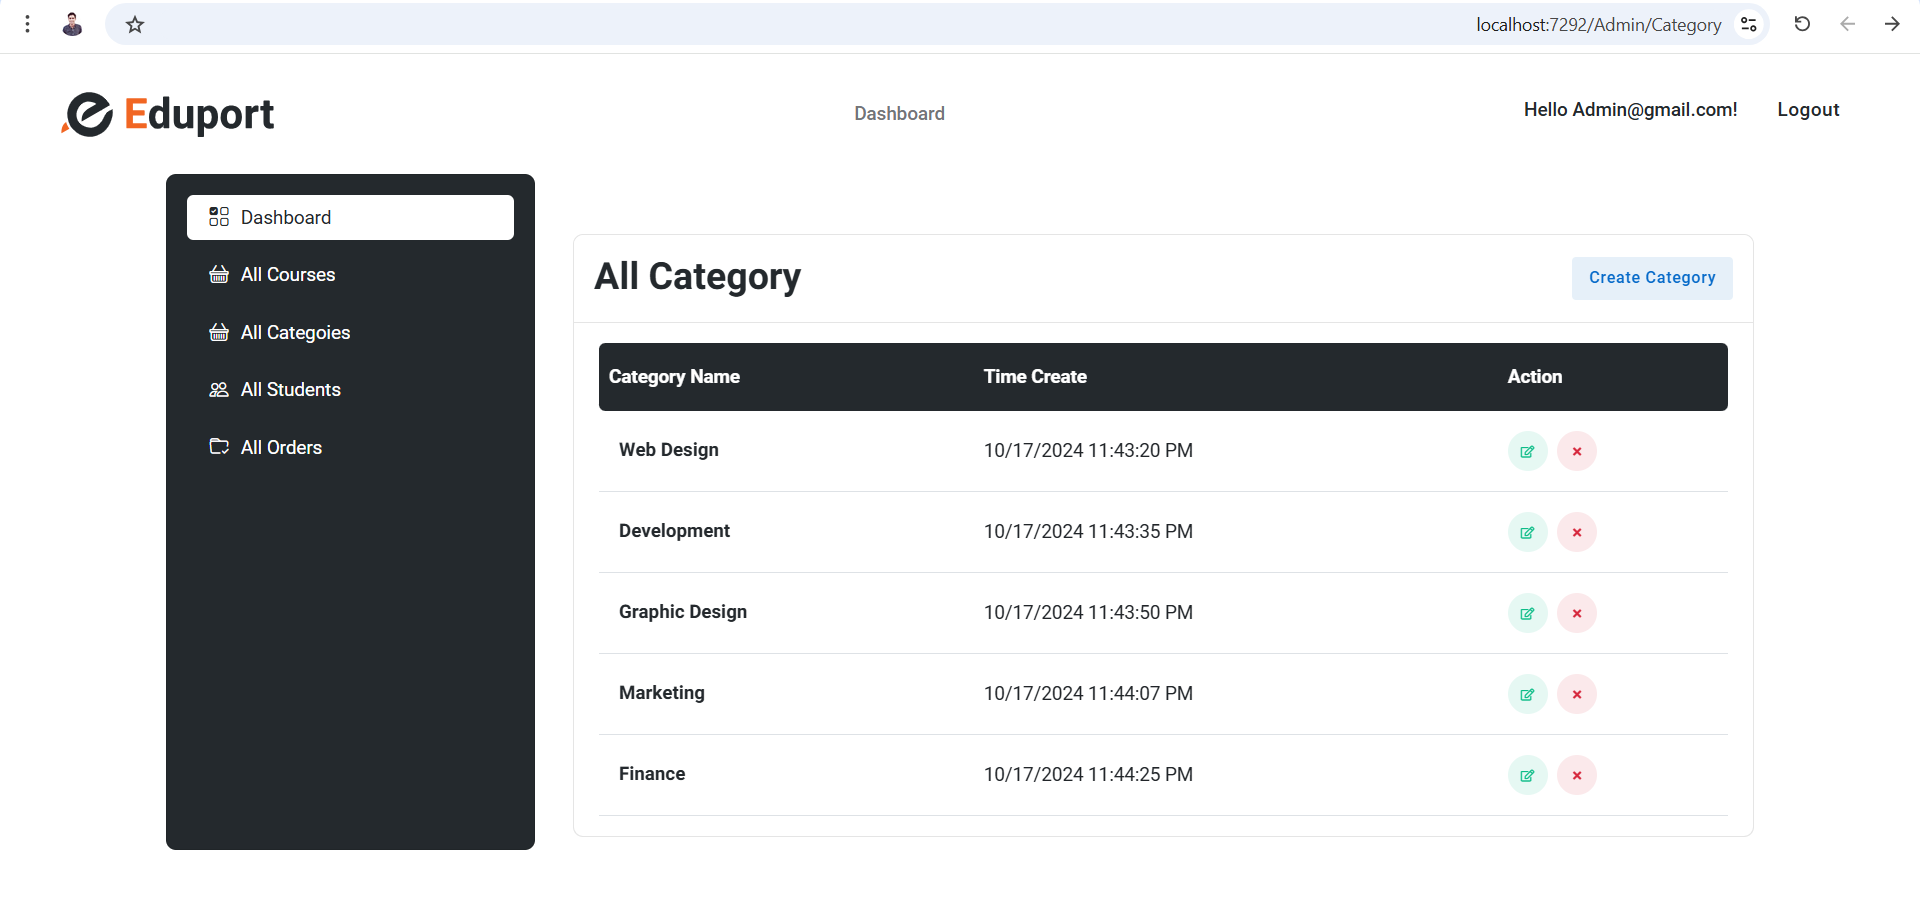 localhost:7292/Admin/Category
Eduport
Dashboard
Hello Admin@gmail.com!
Logout
Dashboard
All Courses
All Categoies
All Students
All Orders
All Category
Create Category
Category Name Time Create Action
Web Design 10/17/2024 11:43:20 PM
Development 10/17/2024 11:43:35 PM
Graphic Design 10/17/2024 11:43:50 PM
Marketing 10/17/2024 11:44:07 PM
Finance 10/17/2024 11:44:25 PM